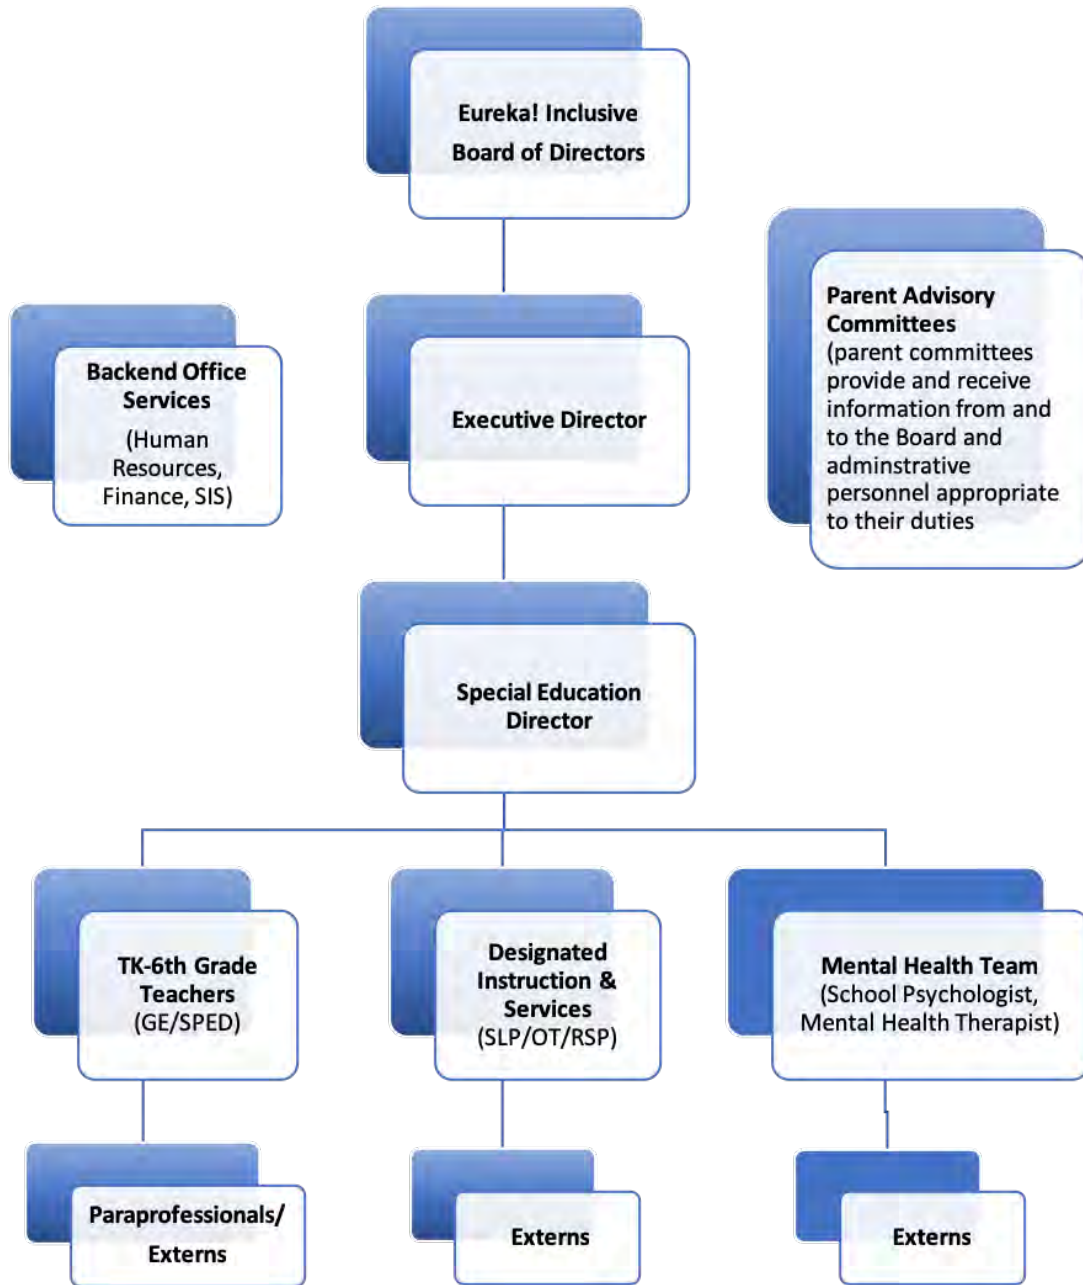 Eureka! Inclusive
Board of Directors
Parent Advisory
Committees
(parent committees
provide and receive
information from and
to the Board and
adminstrative
personnel appropriate
to their duties
Backend Office
Services
(Human
Resources,
Finance, SIS)
Executive Director
Special Education
Director
TK-6th Grade
Teachers
(GE/SPED)
Designated
Instruction &
Services
(SLP/OT/RSP)
Mental Health Team
(School Psychologist,
Mental Health Therapist)
Paraprofessionals/
Externs
Externs
Externs